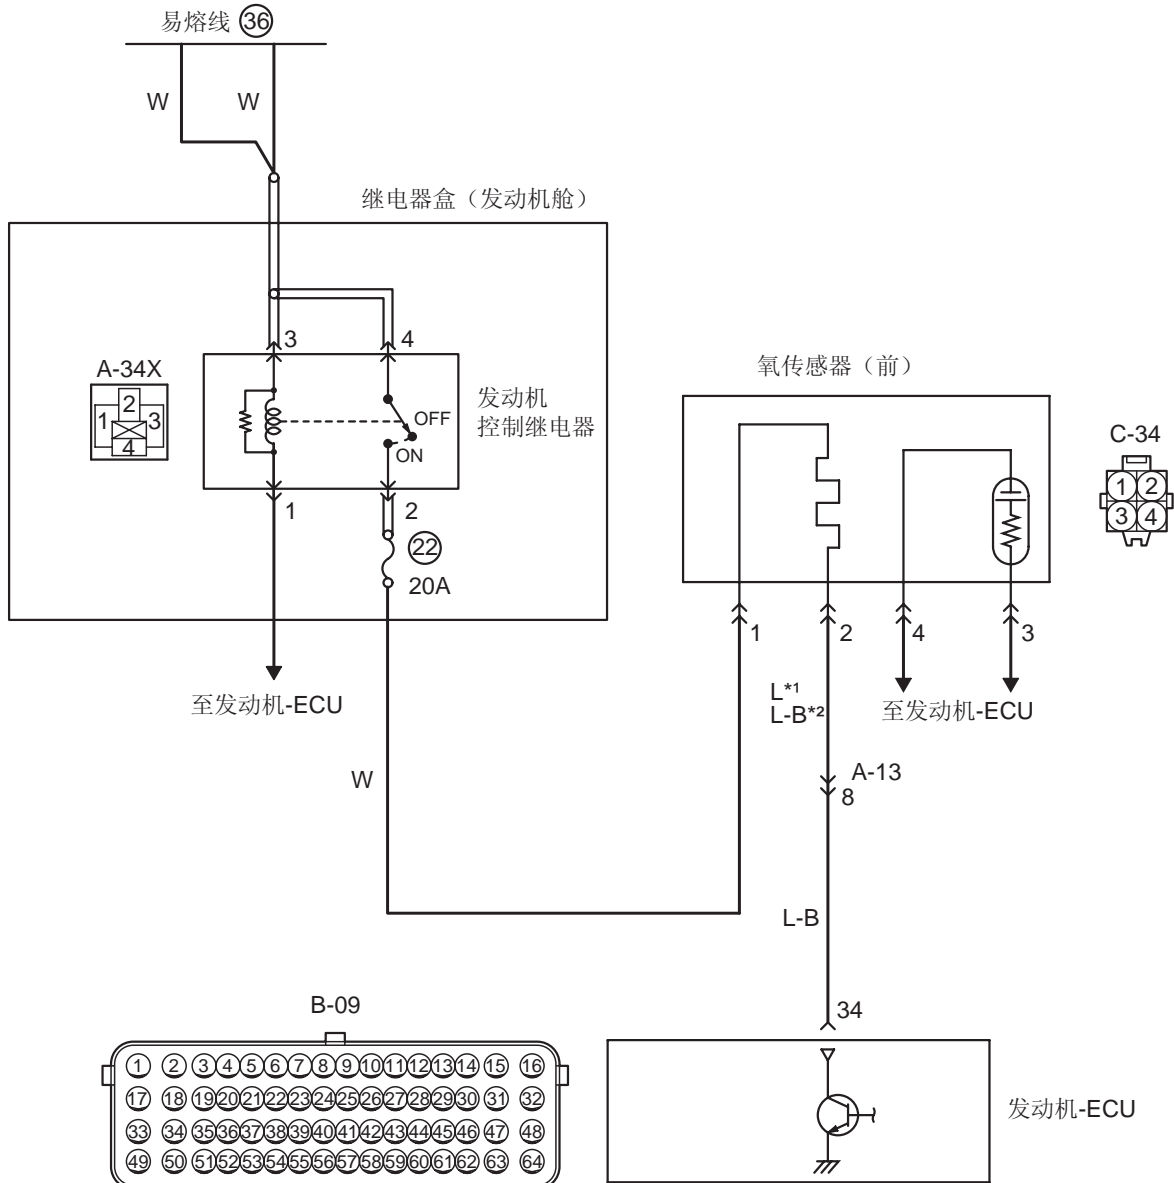 易熔线 36
W W
继电器盒（发动机舱）
3 4
A-34X
2
1 3
4
OFF
ON
发动机
控制继电器
1 2
22
20A
至发动机-ECU
W
氧传感器（前）
C-34
1 2
3 4
1 2 4 3
L*1
L-B*2
至发动机-ECU
A-13
8
L-B
34
B-09
1 2 3 4 5 6 7 8 9 10 11 12 13 14 15 16
17 18 19 20 21 22 23 24 25 26 27 28 29 30 31 32
33 34 35 36 37 38 39 40 41 42 43 44 45 46 47 48
49 50 51 52 53 54 55 56 57 58 59 60 61 62 63 64
发动机-ECU